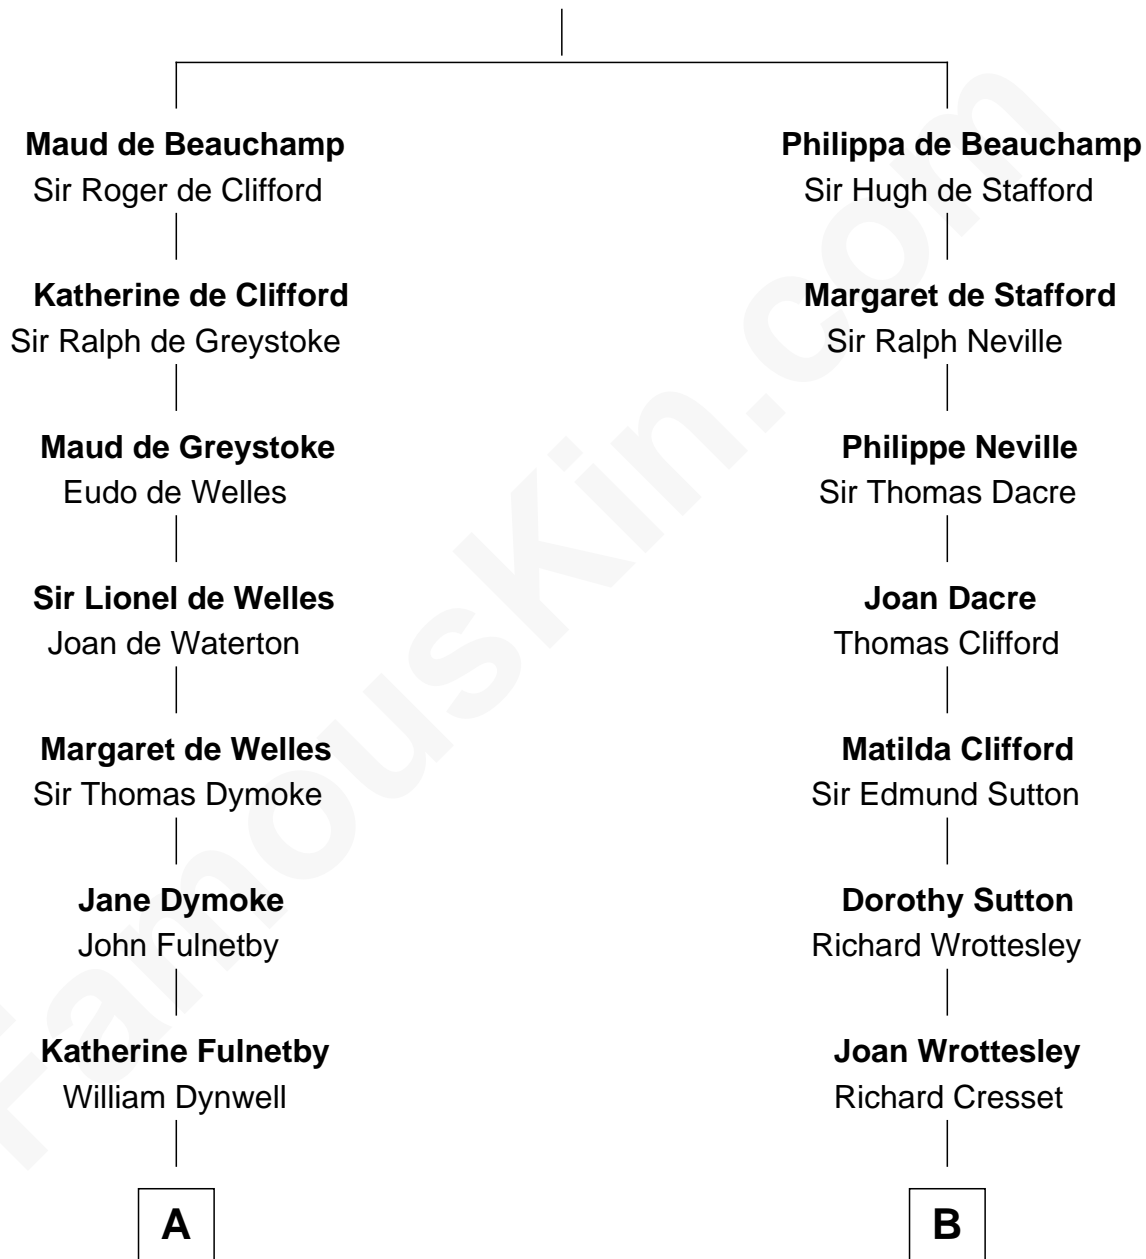 Maud de Beauchamp
Sir Roger de Clifford
Philippa de Beauchamp
Sir Hugh de Stafford
Katherine de Clifford
Sir Ralph de Greystoke
Margaret de Stafford
Sir Ralph Neville
Maud de Greystoke
Eudo de Welles
Philippe Neville
Sir Thomas Dacre
Sir Lionel de Welles
Joan de Waterton
Joan Dacre
Thomas Clifford
Margaret de Welles
Sir Thomas Dymoke
Matilda Clifford
Sir Edmund Sutton
Jane Dymoke
John Fulnetby
Dorothy Sutton
Richard Wrottesley
Katherine Fulnetby
William Dynwell
Joan Wrottesley
Richard Cresset
A
B
FamousKin.com